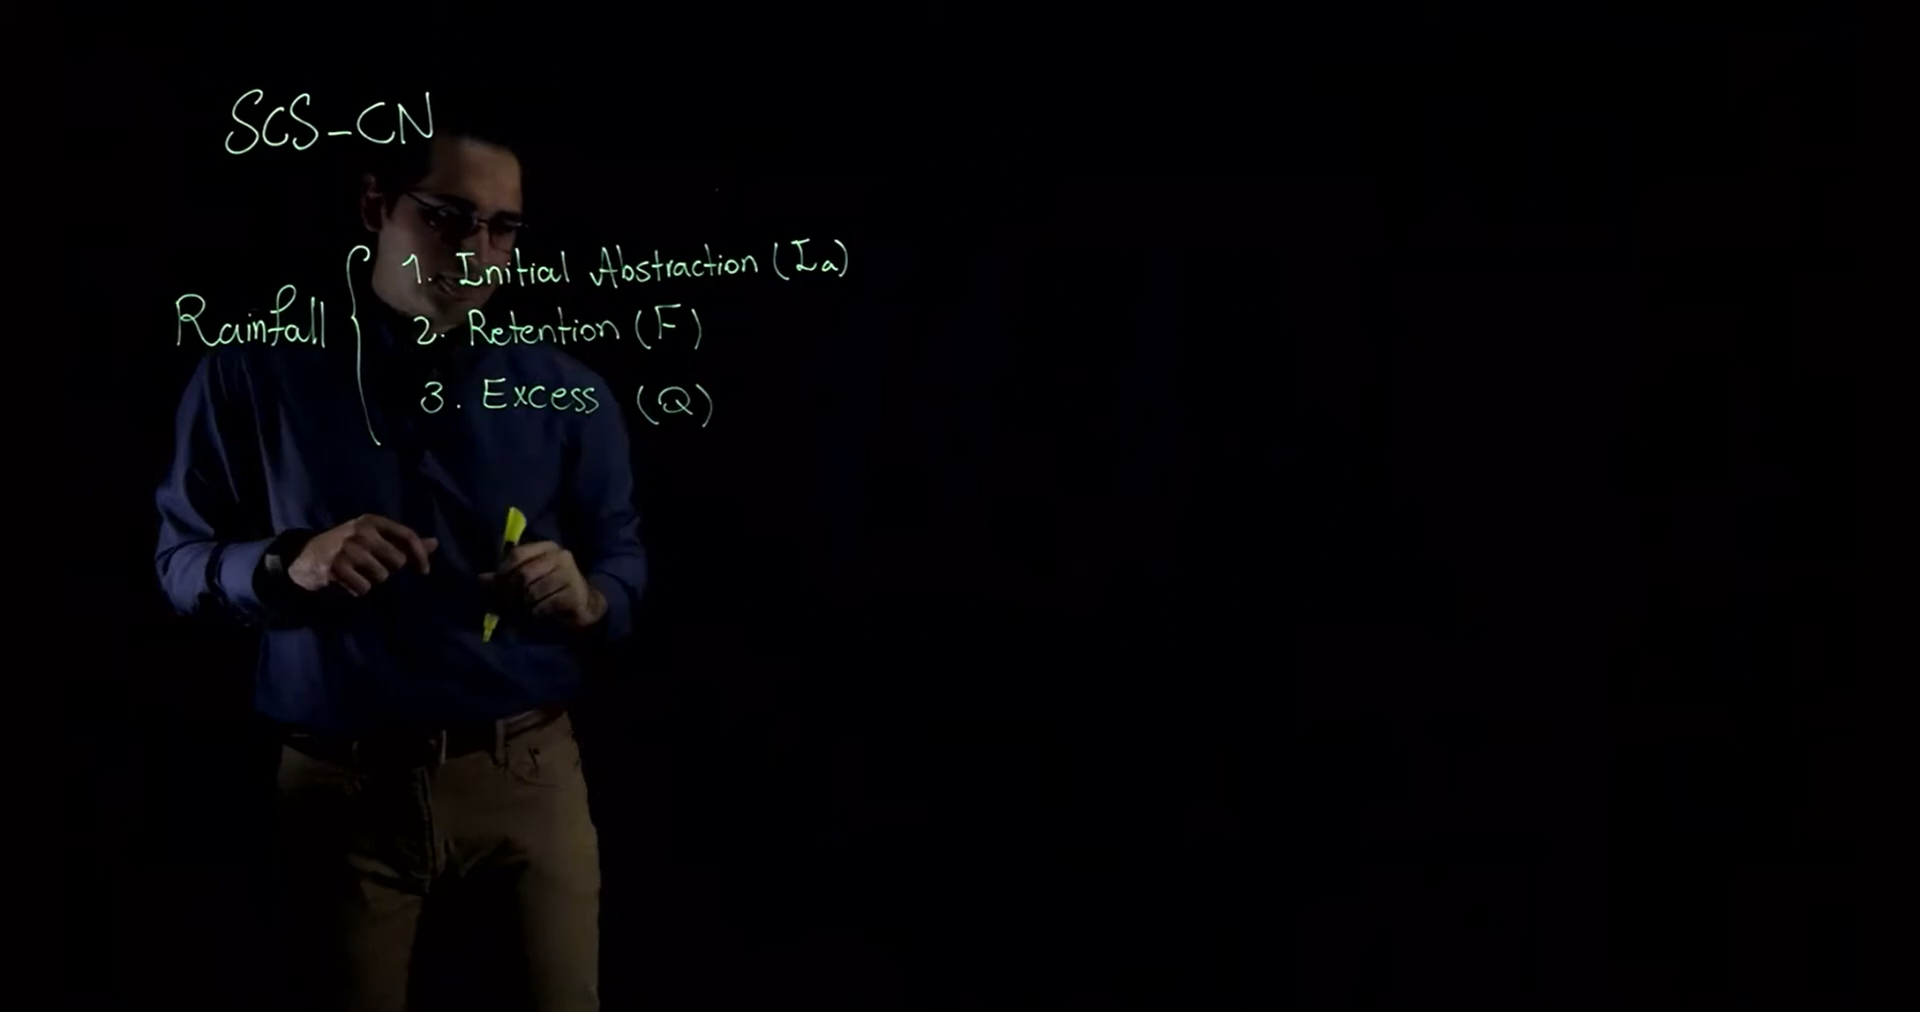 SCS-CN
1. Initial Abstraction (Ia)
Rainfall
2. Retention (F)
3. Excess (Q)